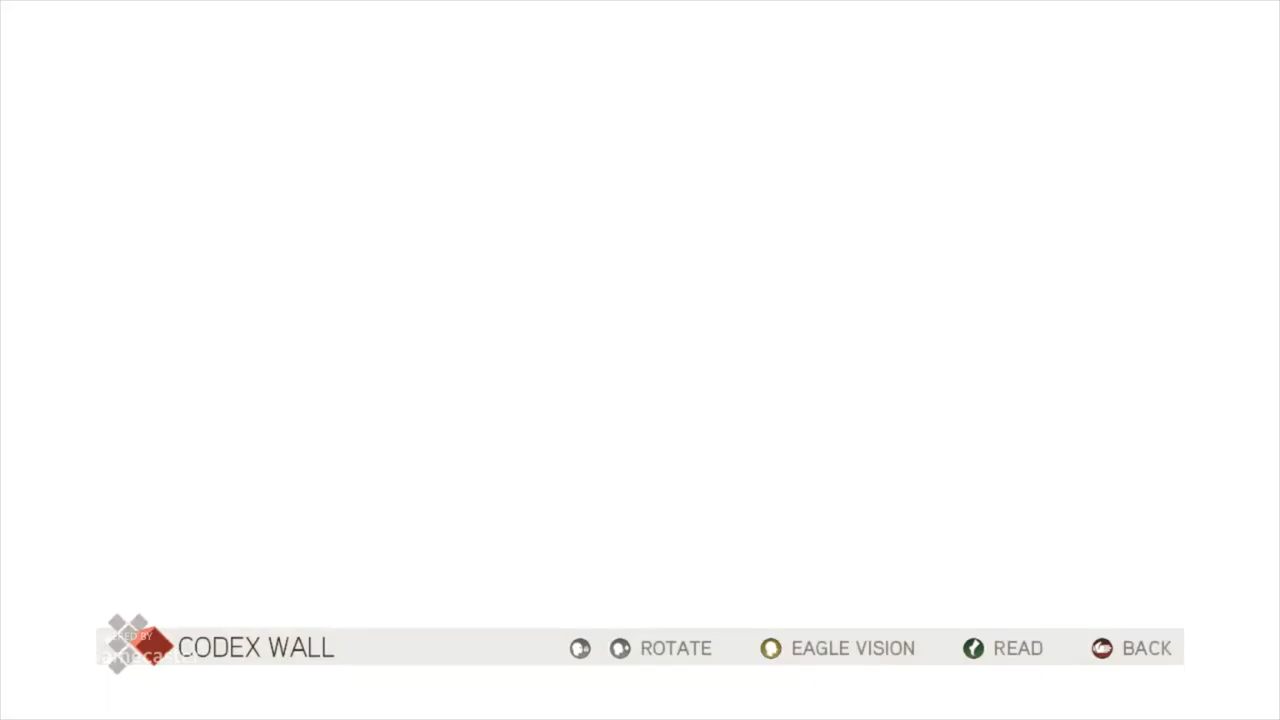 CODEX WALL
ROTATE
EAGLE VISION
READ
BACK